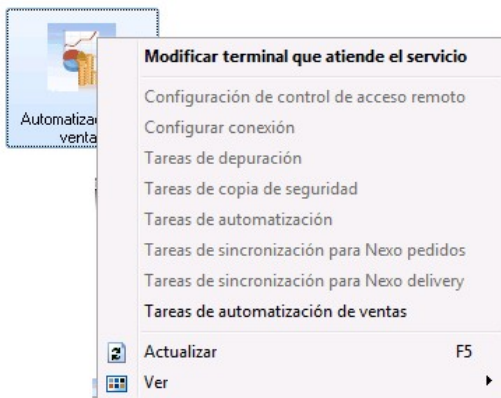 Modificar terminal que atiende el servicio
Configuración de control de acceso remoto
Configurar conexión
Automatiza
Tareas de depuración
venta
Tareas de copia de seguridad
Tareas de automatización
Tareas de sincronización para Nexo pedidos
Tareas de sincronización para Nexo delivery
Tareas de automatización de ventas
Actualizar F5
Ver